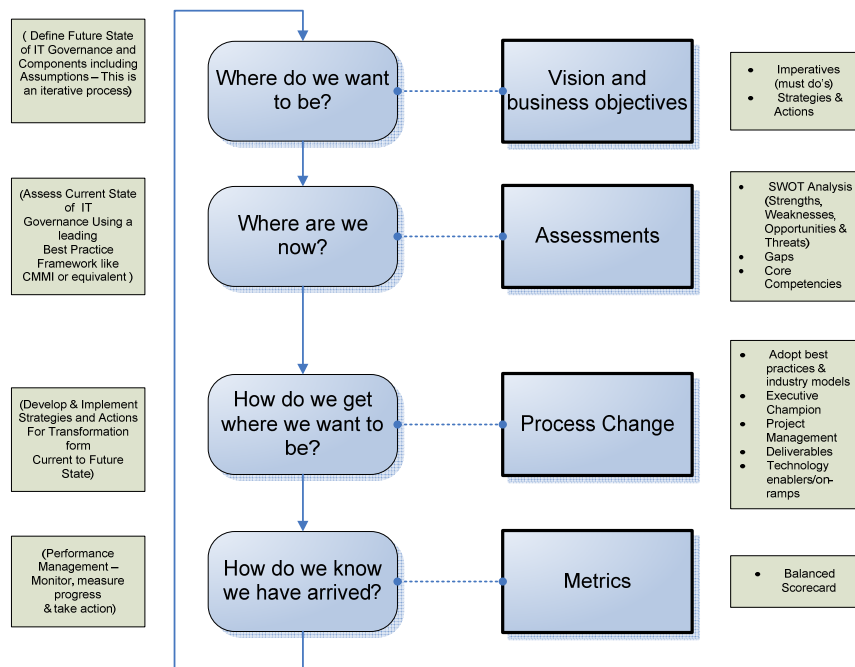 ( Define Future State
of IT Governance and
Components including
Assumptions – This is
an iterative process)
Where do we want
to be?
Vision and
business objectives
• Imperatives
(must do's)
• Strategies &
Actions
(Assess Current State
of IT
Governance Using a
leading
Best Practice
Framework like
CMMI or equivalent )
Where are we
now?
Assessments
• SWOT Analysis
(Strengths,
Weaknesses,
Opportunities &
Threats)
• Gaps
• Core
Competencies
(Develop & Implement
Strategies and Actions
For Transformation
form
Current to Future
State)
How do we get
where we want to
be?
Process Change
• Adopt best
practices &
industry models
• Executive
Champion
• Project
Management
• Deliverables
• Technology
enablers/on-
ramps
(Performance
Management –
Monitor, measure
progress
& take action)
How do we know
we have arrived?
Metrics
• Balanced
Scorecard